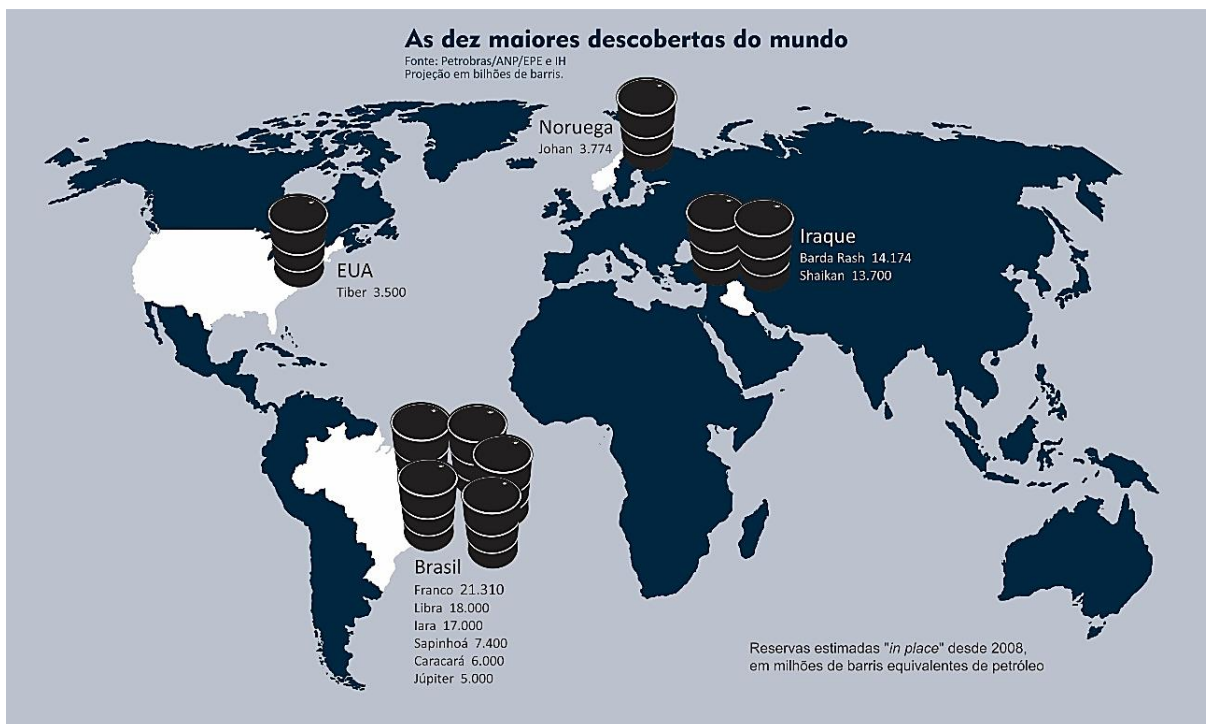 As dez maiores descobertas do mundo
Fonte: Petrobras/ANP/EPE e IH
Projeção em bilhões de barris.
Noruega
Johan 3.774
Iraque
Barda Rash 14.174
Shaikan 13.700
EUA
Tiber 3.500
Brasil
Franco 21.310
Libra 18.000
Iara 17.000
Sapinhoá 7.400
Caracará 6.000
Júpiter 5.000
Reservas estimadas "in place" desde 2008,
em milhões de barris equivalentes de petróleo